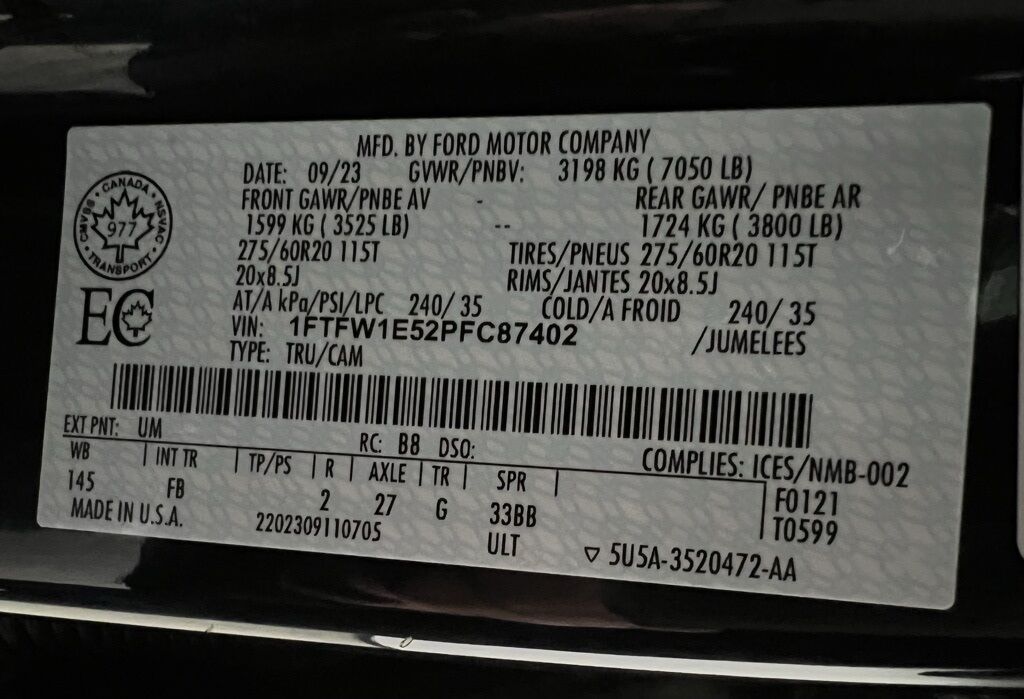 MFD. BY FORD MOTOR COMPANY
DATE: 09/23 GVWR/PNBV: 3198 KG ( 7050 LB)
FRONT GAWR/PNBE AV - REAR GAWR/ PNBE AR
1599 KG ( 3525 LB) -- 1724 KG ( 3800 LB)
275/60R20 115T TIRES/PNEUS 275/60R20 115T
20x8.5J RIMS/JANTES 20x8.5J
AT/A kPa/PSI/LPC 240/ 35 COLD/A FROID 240/ 35
VIN: 1FTFW1E52PFC87402 /JUMELEES
TYPE: TRU/CAM
CANADA
NSVAC
TRANSPORT
CMVSS
977
EC
EXT PNT: UM RC: B8 DSO: COMPLIES: ICES/NMB-002
WB | INT TR | TP/PS | R | AXLE | TR | SPR | F0121
145 FB 2 27 G 33BB T0599
MADE IN U.S.A. 2202309110705 ULT ▽ 5U5A-3520472-AA